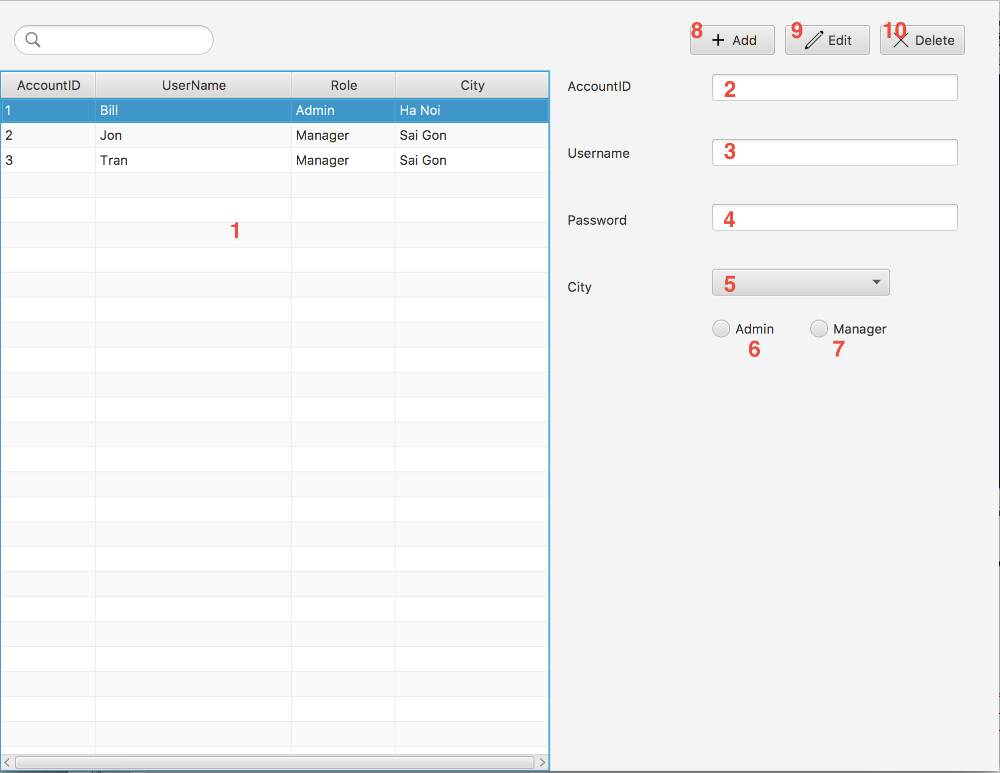 8 + Add 9 Edit 10 Delete
AccountID UserName Role City
1 Bill Admin Ha Noi
2 Jon Manager Sai Gon
3 Tran Manager Sai Gon
1
AccountID 2
Username 3
Password 4
City 5
Admin Manager
6 7